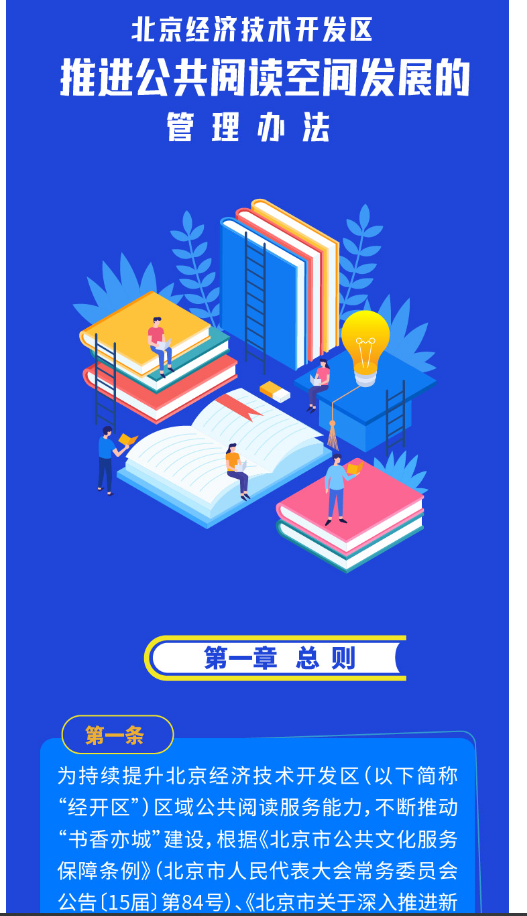 北京经济技术开发区
推进公共阅读空间发展的
管理办法
第一章 总则
第一条
为持续提升北京经济技术开发区（以下简称
“经开区”）区域公共阅读服务能力，不断推动
“书香亦城”建设，根据《北京市公共文化服务
保障条例》（北京市人民代表大会常务委员会
公告〔15届〕第84号）、《北京市关于深入推进新